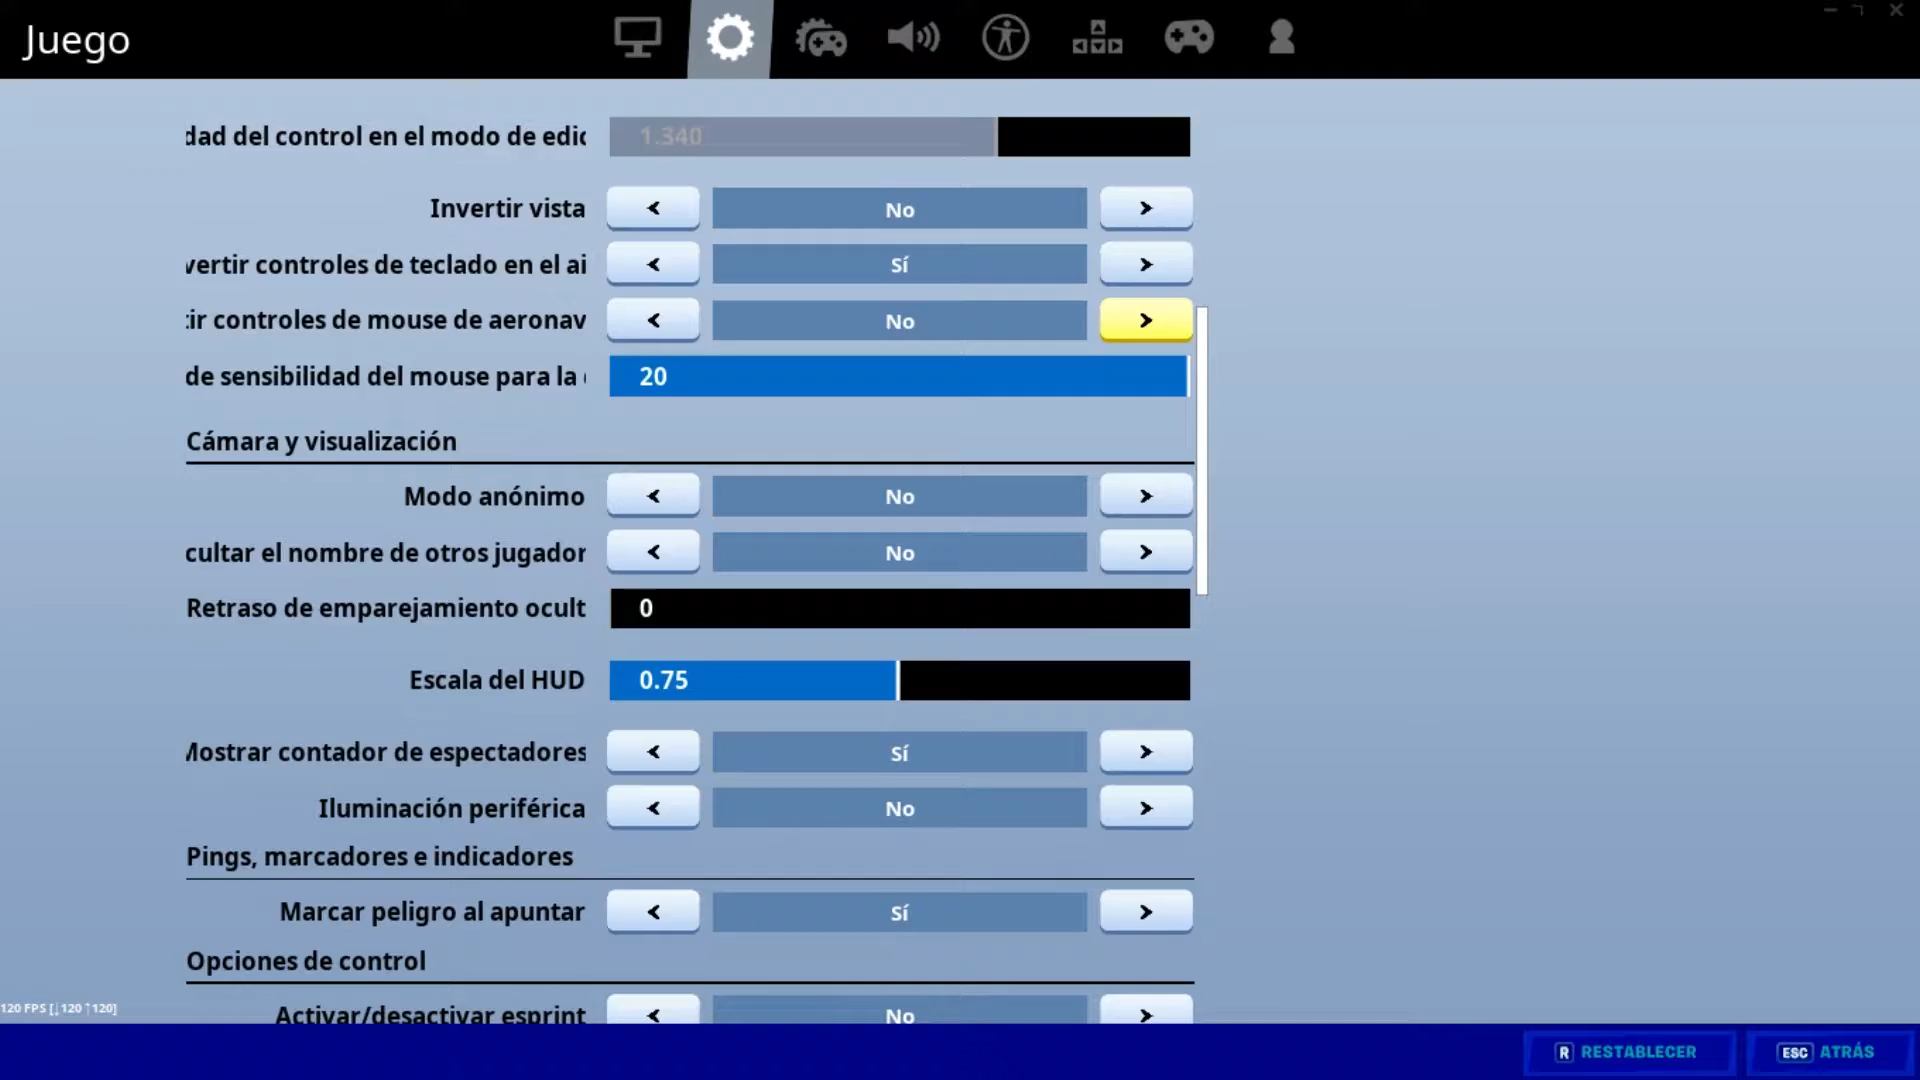 Juego
dad del control en el modo de edic
1.340
Invertir vista
No
vertir controles de teclado en el ai
Sí
tir controles de mouse de aeronav
No
de sensibilidad del mouse para la
20
Cámara y visualización
Modo anónimo
No
cultar el nombre de otros jugador
No
Retraso de emparejamiento ocult
0
Escala del HUD
0.75
Mostrar contador de espectadores
Sí
Iluminación periférica
No
Pings, marcadores e indicadores
Marcar peligro al apuntar
Sí
Opciones de control
Activar/desactivar esprint
No
120 FPS [↓120 ↑120]
R RESTABLECER
ESC ATRÁS